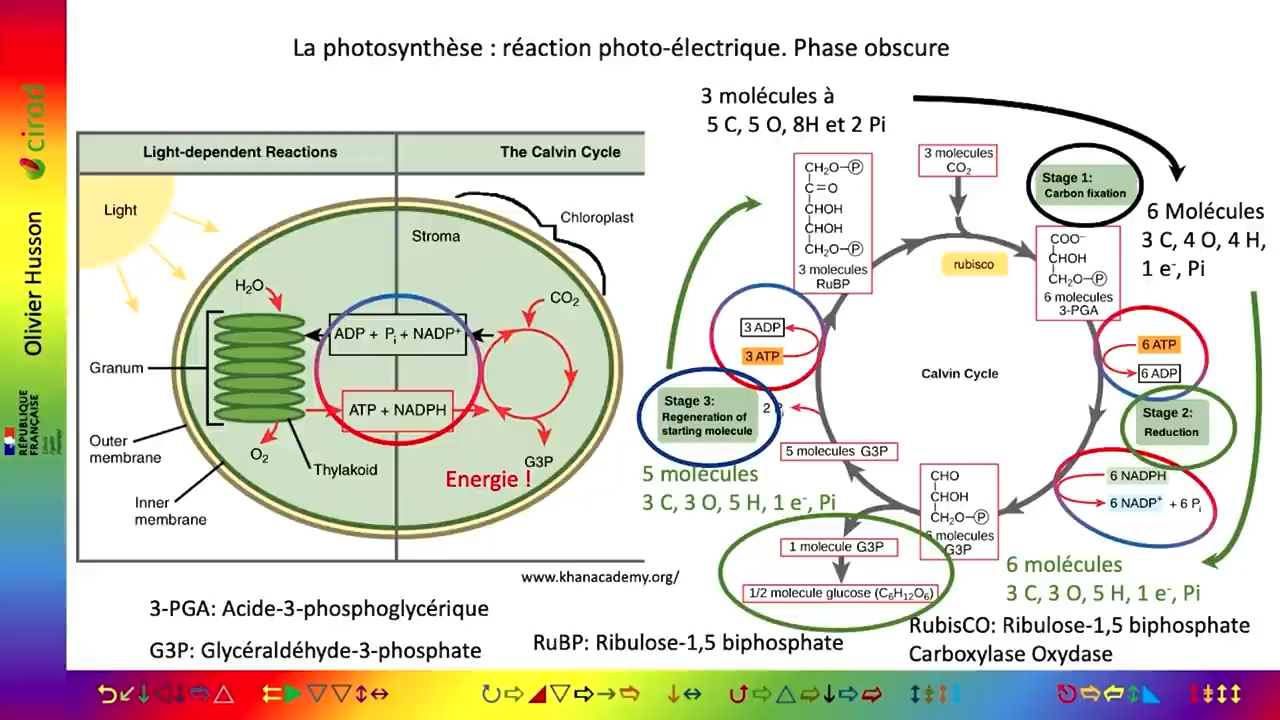 La photosynthèse : réaction photo-électrique. Phase obscure
cirad
Olivier Husson
RÉPUBLIQUE
FRANÇAISE
Light-dependent Reactions
The Calvin Cycle
Light
Chloroplast
Stroma
H₂O
CO₂
ADP + Pi + NADP⁺
Granum
ATP + NADPH
Outer
membrane
O₂
Thylakoid
G3P
Energie !
Inner
membrane
www.khanacademy.org/
3 molécules à
5 C, 5 O, 8H et 2 Pi
CH₂O-P
C=O
CHOH
CHOH
CH₂O-P
3 molecules
RuBP
3 molecules
CO₂
rubisco
Stage 1:
Carbon fixation
6 Molécules
3 C, 4 O, 4 H,
1 e⁻, Pi
COO⁻
CHOH
CH₂O-P
6 molecules
3-PGA
3 ADP
3 ATP
6 ATP
6 ADP
Calvin Cycle
Stage 3:
Regeneration of
starting molecule
2 Pi
Stage 2:
Reduction
5 molecules G3P
5 molécules
3 C, 3 O, 5 H, 1 e⁻, Pi
6 NADPH
6 NADP⁺ + 6 Pi
CHO
CHOH
CH₂O-P
6 molecules
G3P
1 molecule G3P
1/2 molecule glucose (C₆H₁₂O₆)
6 molécules
3 C, 3 O, 5 H, 1 e⁻, Pi
3-PGA: Acide-3-phosphoglycérique
G3P: Glycéraldéhyde-3-phosphate
RuBP: Ribulose-1,5 biphosphate
RubisCO: Ribulose-1,5 biphosphate
Carboxylase Oxydase